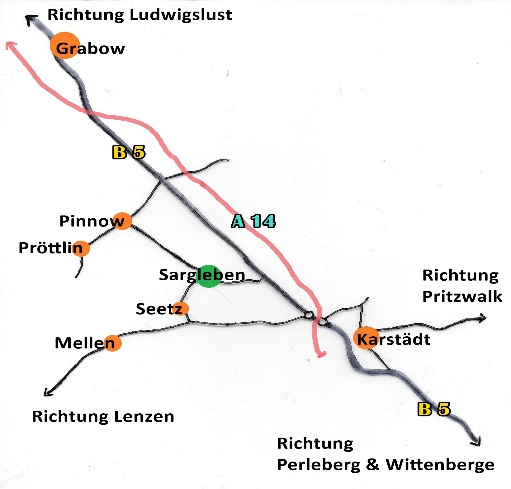 Richtung Ludwigslust
Grabow
B 5
Pinnow
A 14
Pröttlin
Sargleben
Richtung
Pritzwalk
Seetz
Mellen
Karstädt
Richtung Lenzen
B 5
Richtung
Perleberg & Wittenberge